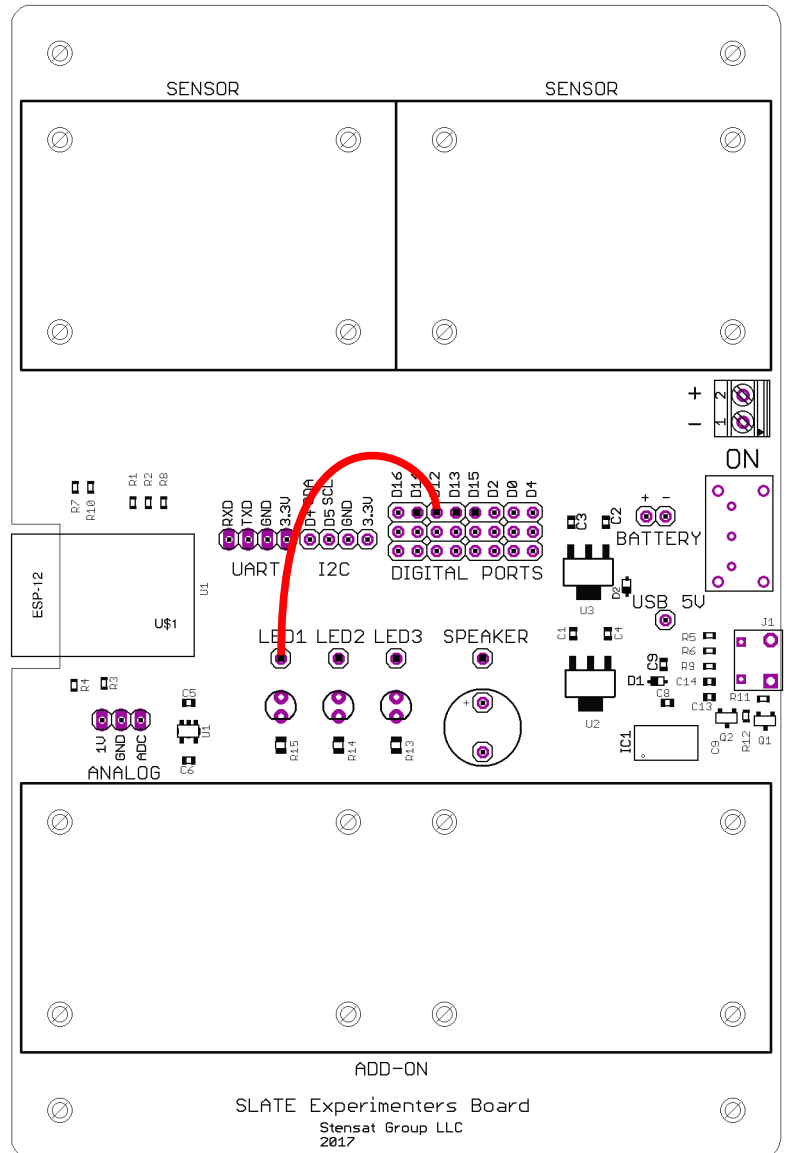 SENSOR SENSOR
+ 2
- 1
ON
D16 D14 D12 D13 D15 D2 D0 D4
R7 R10 R1 R2 R8
RXD TXD GND 3.3V D4 SDA D5 SCL GND 3.3V
C3 C2 + -
BATTERY
UART I2C DIGITAL PORTS
ESP-12 U$1 U1
U3 D2 USB 5V
LED1 LED2 LED3 SPEAKER
C1 C4 J1
R5
R6
R9
C14
C13
R11
C9 D1 C8
R4 R3 C5
U1
C6
1V GND ADC
ANALOG
R15 R14 R13
+
U2
IC1 C9 Q2 R12 Q1
ADD-ON
SLATE Experimenters Board
Stensat Group LLC
2017